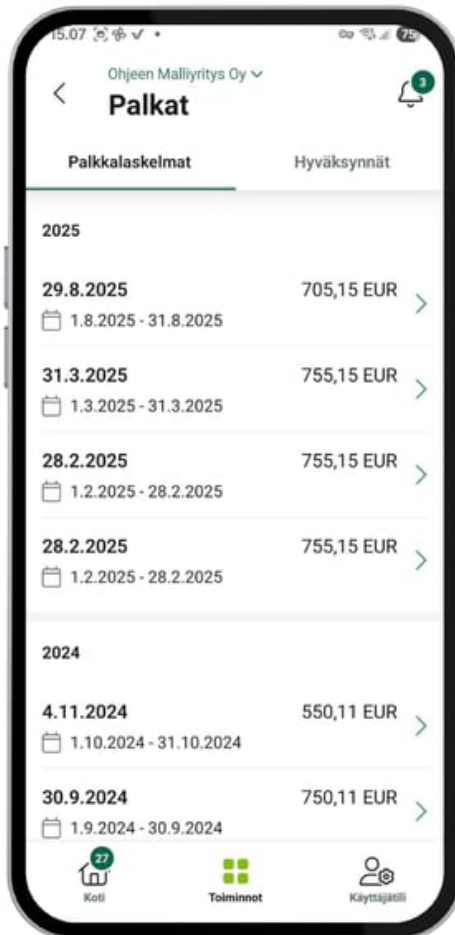 15.07
75
Ohjeen Malliyritys Oy
3
Palkat
Palkkalaskelmat
Hyväksynnät
2025
29.8.2025 705,15 EUR
1.8.2025 - 31.8.2025
31.3.2025 755,15 EUR
1.3.2025 - 31.3.2025
28.2.2025 755,15 EUR
1.2.2025 - 28.2.2025
28.2.2025 755,15 EUR
1.2.2025 - 28.2.2025
2024
4.11.2024 550,11 EUR
1.10.2024 - 31.10.2024
30.9.2024 750,11 EUR
1.9.2024 - 30.9.2024
27
Koti
Toiminnot
Käyttäjätili